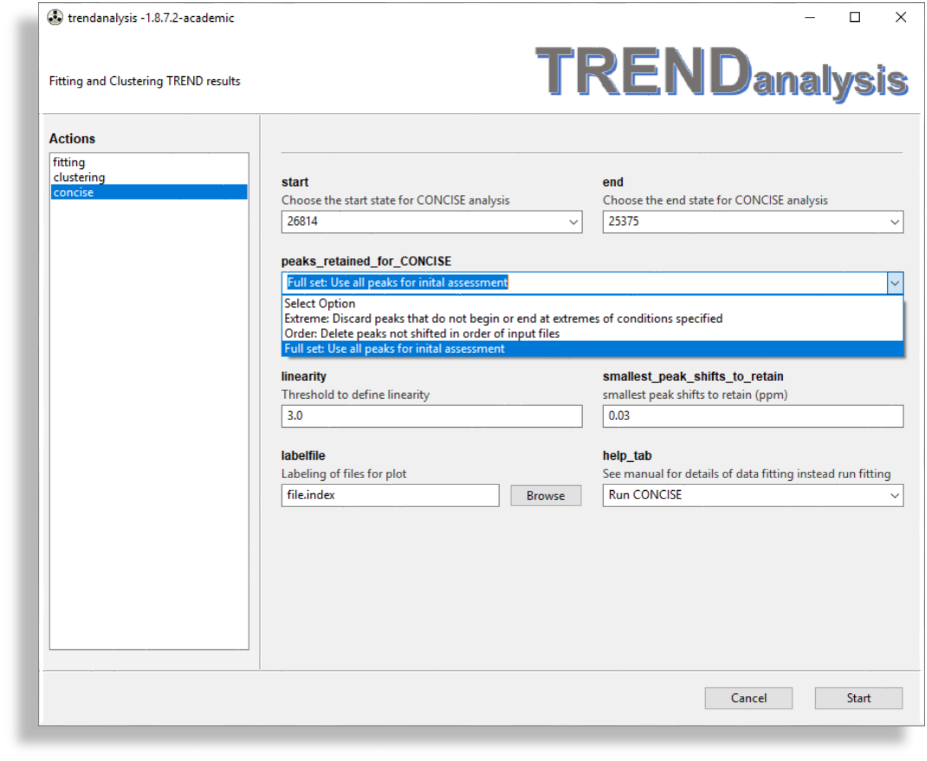 trendanalysis -1.8.7.2-academic
Fitting and Clustering TREND results
TRENDanalysis
Actions
fitting
clustering
concise
start
Choose the start state for CONCISE analysis
26814
end
Choose the end state for CONCISE analysis
25375
peaks_retained_for_CONCISE
Full set: Use all peaks for inital assessment
Select Option
Extreme: Discard peaks that do not begin or end at extremes of conditions specified
Order: Delete peaks not shifted in order of input files
Full set: Use all peaks for inital assessment
linearity
Threshold to define linearity
3.0
smallest_peak_shifts_to_retain
smallest peak shifts to retain (ppm)
0.03
labelfile
Labeling of files for plot
file.index
Browse
help_tab
See manual for details of data fitting instead run fitting
Run CONCISE
Cancel
Start